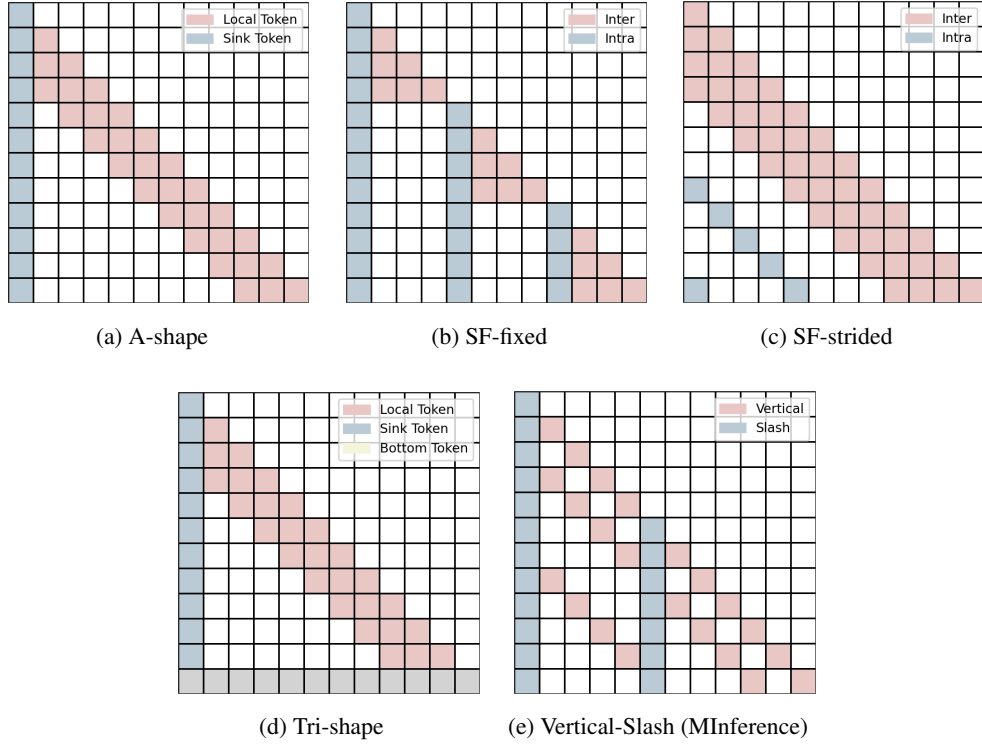 Local Token
Sink Token
Inter
Intra
Inter
Intra
(a) A-shape
(b) SF-fixed
(c) SF-strided
Local Token
Sink Token
Bottom Token
Vertical
Slash
(d) Tri-shape
(e) Vertical-Slash (MInference)